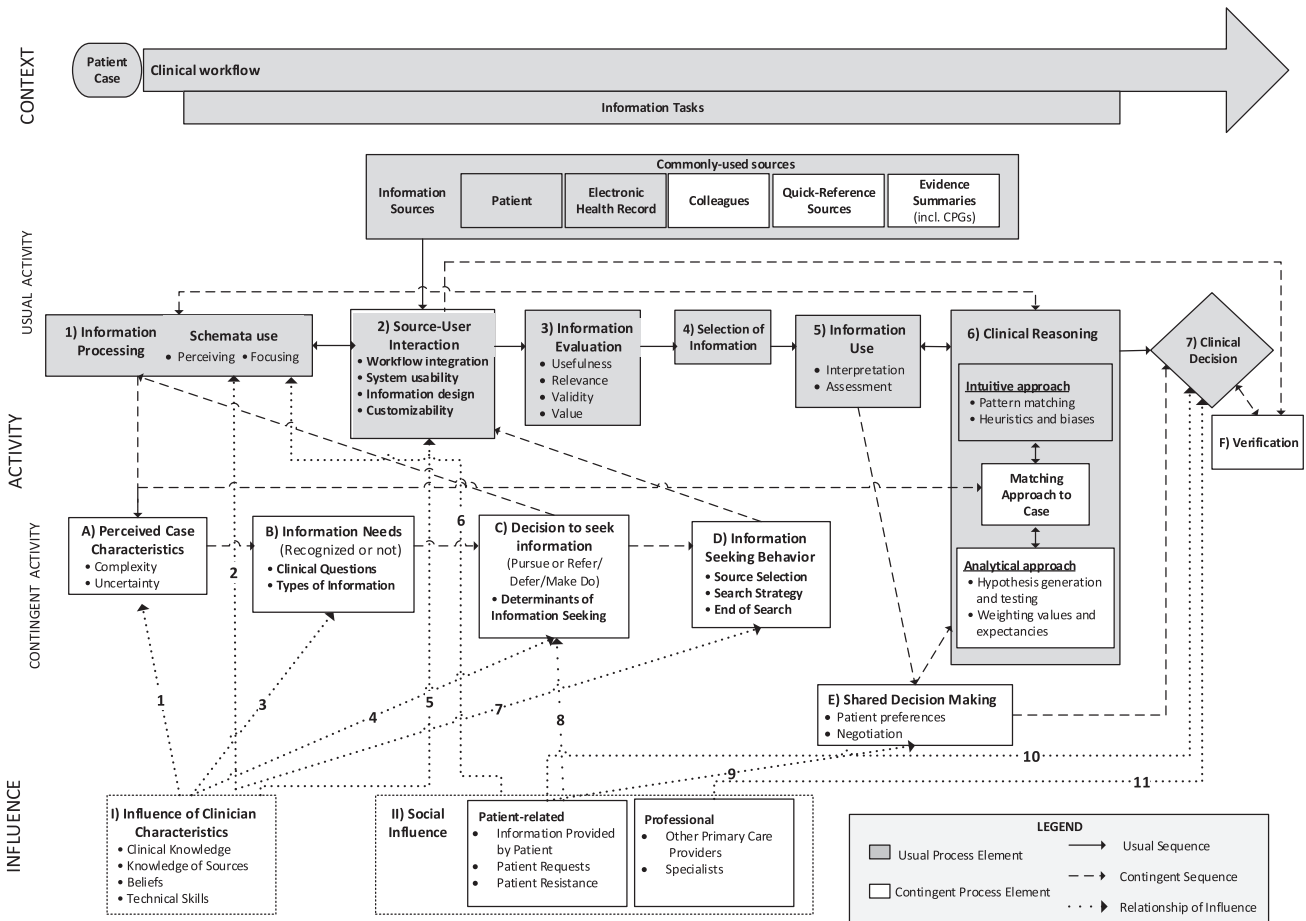 CONTEXT
Patient
Case
Clinical workflow
Information Tasks
Commonly-used sources
Information
Sources
Patient
Electronic
Health Record
Colleagues
Quick-Reference
Sources
Evidence
Summaries
(incl. CPGs)
USUAL ACTIVITY
ACTIVITY
CONTINGENT ACTIVITY
1) Information
Processing
Schemata use
• Perceiving • Focusing
2) Source-User
Interaction
• Workflow integration
• System usability
• Information design
• Customizability
3) Information
Evaluation
• Usefulness
• Relevance
• Validity
• Value
4) Selection of
Information
5) Information
Use
• Interpretation
• Assessment
6) Clinical Reasoning
Intuitive approach
• Pattern matching
• Heuristics and biases
Matching
Approach to
Case
Analytical approach
• Hypothesis generation
and testing
• Weighting values and
expectancies
7) Clinical
Decision
F) Verification
A) Perceived Case
Characteristics
• Complexity
• Uncertainty
B) Information Needs
(Recognized or not)
• Clinical Questions
• Types of Information
C) Decision to seek
information
(Pursue or Refer/
Defer/Make Do)
• Determinants of
Information Seeking
D) Information
Seeking Behavior
• Source Selection
• Search Strategy
• End of Search
E) Shared Decision Making
• Patient preferences
• Negotiation
1
2
3
4
5
6
7
8
9
10
11
INFLUENCE
I) Influence of Clinician
Characteristics
• Clinical Knowledge
• Knowledge of Sources
• Beliefs
• Technical Skills
II) Social
Influence
Patient-related
• Information Provided
by Patient
• Patient Requests
• Patient Resistance
Professional
• Other Primary Care
Providers
• Specialists
LEGEND
Usual Process Element
Contingent Process Element
Usual Sequence
Contingent Sequence
Relationship of Influence